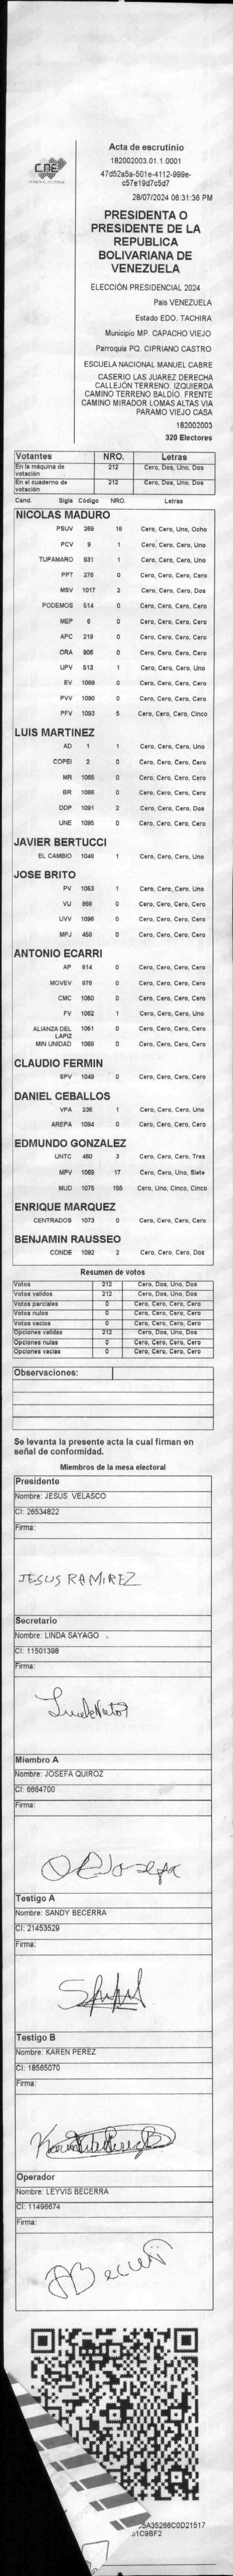 CNE
Acta de escrutinio
182002003.01.1.0001
47d52a5a-501e-4112-999e-
c57e19d7c5d7
28/07/2024 06:31:36 PM
PRESIDENTA O
PRESIDENTE DE LA
REPUBLICA
BOLIVARIANA DE
VENEZUELA
ELECCIÓN PRESIDENCIAL 2024
Pais VENEZUELA
Estado EDO. TACHIRA
Municipio MP. CAPACHO VIEJO
Parroquia PQ. CIPRIANO CASTRO
ESCUELA NACIONAL MANUEL CABRE
CASERIO LAS JUAREZ DERECHA
CALLEJÓN TERRENO. IZQUIERDA
CAMINO TERRENO BALDÍO. FRENTE
CAMINO MIRADOR LOMAS ALTAS VIA
PARAMO VIEJO CASA
182002003
320 Electores
Votantes NRO. Letras
En la máquina de votación 212 Cero, Dos, Uno, Dos
En el cuaderno de votación 212 Cero, Dos, Uno, Dos
Cand. Sigla Código NRO. Letras
NICOLAS MADURO
PSUV 269 18 Cero, Cero, Uno, Ocho
PCV 9 1 Cero, Cero, Cero, Uno
TUPAMARO 931 1 Cero, Cero, Cero, Uno
PPT 276 0 Cero, Cero, Cero, Cero
MSV 1017 2 Cero, Cero, Cero, Dos
PODEMOS 514 0 Cero, Cero, Cero, Cero
MEP 6 0 Cero, Cero, Cero, Cero
APC 219 0 Cero, Cero, Cero, Cero
ORA 906 0 Cero, Cero, Cero, Cero
UPV 513 1 Cero, Cero, Cero, Uno
EV 1089 0 Cero, Cero, Cero, Cero
PVV 1090 0 Cero, Cero, Cero, Cero
PFV 1093 5 Cero, Cero, Cero, Cinco
LUIS MARTINEZ
AD 1 1 Cero, Cero, Cero, Uno
COPEI 2 0 Cero, Cero, Cero, Cero
MR 1065 0 Cero, Cero, Cero, Cero
BR 1066 0 Cero, Cero, Cero, Cero
DDP 1091 2 Cero, Cero, Cero, Dos
UNE 1095 0 Cero, Cero, Cero, Cero
JAVIER BERTUCCI
EL CAMBIO 1048 1 Cero, Cero, Cero, Uno
JOSE BRITO
PV 1053 1 Cero, Cero, Cero, Uno
VU 868 0 Cero, Cero, Cero, Cero
UVV 1096 0 Cero, Cero, Cero, Cero
MPJ 459 0 Cero, Cero, Cero, Cero
ANTONIO ECARRI
AP 814 0 Cero, Cero, Cero, Cero
MOVEV 878 0 Cero, Cero, Cero, Cero
CMC 1050 0 Cero, Cero, Cero, Cero
FV 1052 1 Cero, Cero, Cero, Uno
ALIANZA DEL LAPIZ 1051 0 Cero, Cero, Cero, Cero
MIN UNIDAD 1088 0 Cero, Cero, Cero, Cero
CLAUDIO FERMIN
SPV 1049 0 Cero, Cero, Cero, Cero
DANIEL CEBALLOS
VPA 236 1 Cero, Cero, Cero, Uno
AREPA 1094 0 Cero, Cero, Cero, Cero
EDMUNDO GONZALEZ
UNTC 460 3 Cero, Cero, Cero, Tres
MPV 1069 17 Cero, Cero, Uno, Siete
MUD 1075 155 Cero, Uno, Cinco, Cinco
ENRIQUE MARQUEZ
CENTRADOS 1073 0 Cero, Cero, Cero, Cero
BENJAMIN RAUSSEO
CONDE 1092 2 Cero, Cero, Cero, Dos
Resumen de votos
Votos 212 Cero, Dos, Uno, Dos
Votos validos 212 Cero, Dos, Uno, Dos
Votos parciales 0 Cero, Cero, Cero, Cero
Votos nulos 0 Cero, Cero, Cero, Cero
Votos vacios 0 Cero, Cero, Cero, Cero
Opciones validas 212 Cero, Dos, Uno, Dos
Opciones nulas 0 Cero, Cero, Cero, Cero
Opciones vacias 0 Cero, Cero, Cero, Cero
Observaciones:
Se levanta la presente acta la cual firman en
señal de conformidad.
Miembros de la mesa electoral
Presidente
Nombre: JESUS VELASCO
CI: 26534822
Firma:
JESUS RAMIREZ
Secretario
Nombre: LINDA SAYAGO
CI: 11501398
Firma:
Miembro A
Nombre: JOSEFA QUIROZ
CI: 6664700
Firma:
Josefa
Testigo A
Nombre: SANDY BECERRA
CI: 21453529
Firma:
Testigo B
Nombre: KAREN PEREZ
CI: 18565070
Firma:
Operador
Nombre: LEYVIS BECERRA
CI: 11496674
Firma:
5A35266C0D21517
51C9BF2